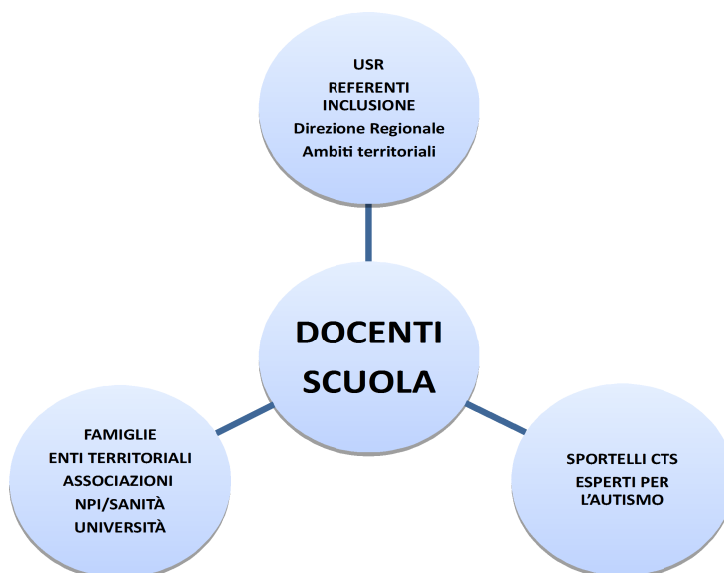 USR
REFERENTI
INCLUSIONE
Direzione Regionale
Ambiti territoriali
DOCENTI
SCUOLA
FAMIGLIE
ENTI TERRITORIALI
ASSOCIAZIONI
NPI/SANITÀ
UNIVERSITÀ
SPORTELLI CTS
ESPERTI PER
L'AUTISMO